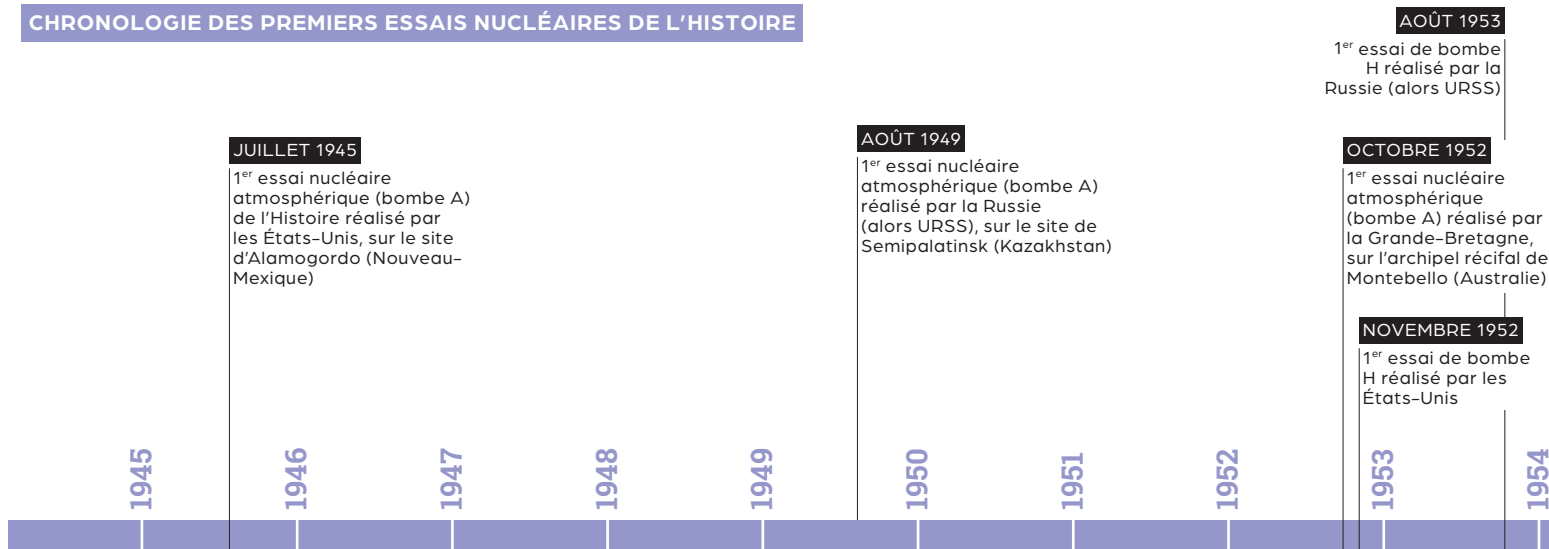 CHRONOLOGIE DES PREMIERS ESSAIS NUCLÉAIRES DE L'HISTOIRE
JUILLET 1945
1er essai nucléaire
atmosphérique (bombe A)
de l'Histoire réalisé par
les États-Unis, sur le site
d'Alamogordo (Nouveau-
Mexique)
AOÛT 1949
1er essai nucléaire
atmosphérique (bombe A)
réalisé par la Russie
(alors URSS), sur le site de
Semipalatinsk (Kazakhstan)
AOÛT 1953
1er essai de bombe
H réalisé par la
Russie (alors URSS)
OCTOBRE 1952
1er essai nucléaire
atmosphérique
(bombe A) réalisé par
la Grande-Bretagne,
sur l'archipel récifal de
Montebello (Australie)
NOVEMBRE 1952
1er essai de bombe
H réalisé par les
États-Unis
1945
1946
1947
1948
1949
1950
1951
1952
1953
1954